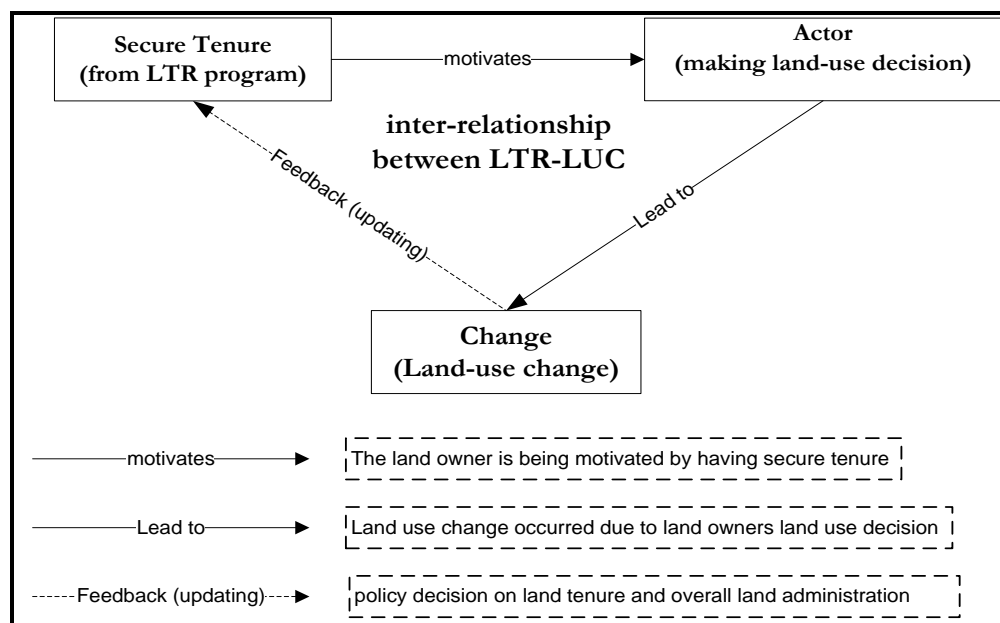 Secure Tenure
(from LTR program)
motivates
Actor
(making land-use decision)
inter-relationship
between LTR-LUC
Feedback (updating)
Lead to
Change
(Land-use change)
motivates
The land owner is being motivated by having secure tenure
Lead to
Land use change occurred due to land owners land use decision
Feedback (updating)
policy decision on land tenure and overall land administration